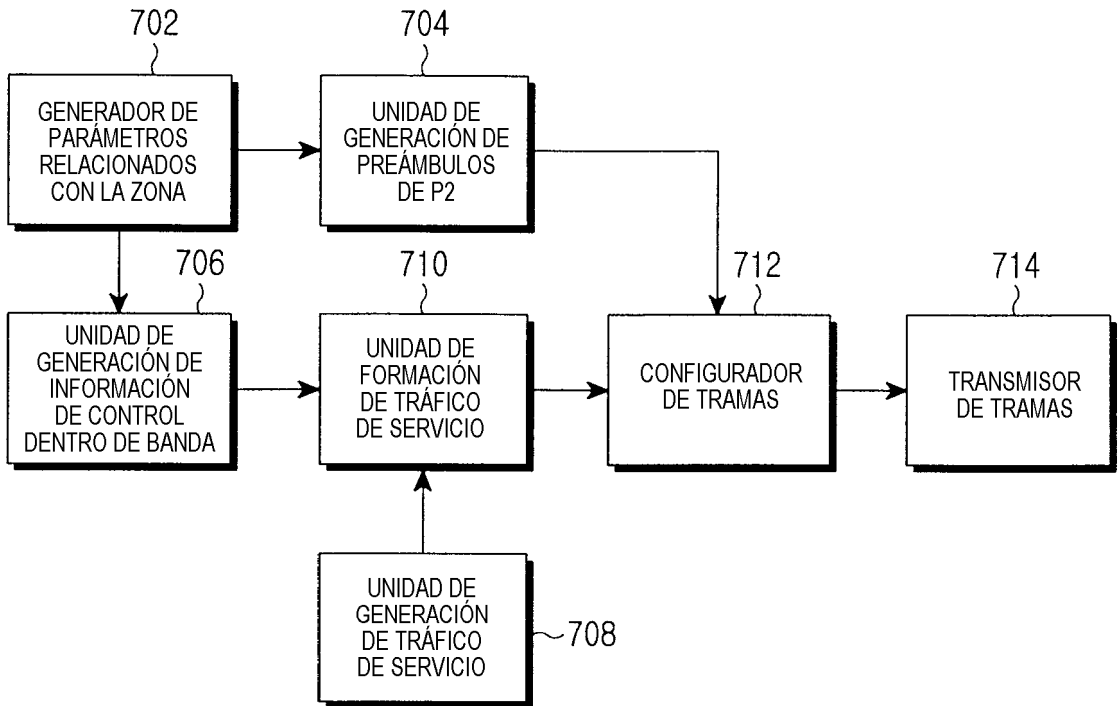 702
GENERADOR DE
PARÁMETROS
RELACIONADOS
CON LA ZONA
704
UNIDAD DE
GENERACIÓN DE
PREÁMBULOS
DE P2
706
UNIDAD DE
GENERACIÓN DE
INFORMACIÓN
DE CONTROL
DENTRO DE BANDA
710
UNIDAD DE
FORMACIÓN
DE TRÁFICO
DE SERVICIO
712
CONFIGURADOR
DE TRAMAS
714
TRANSMISOR
DE TRAMAS
UNIDAD DE
GENERACIÓN
DE TRÁFICO
DE SERVICIO
708